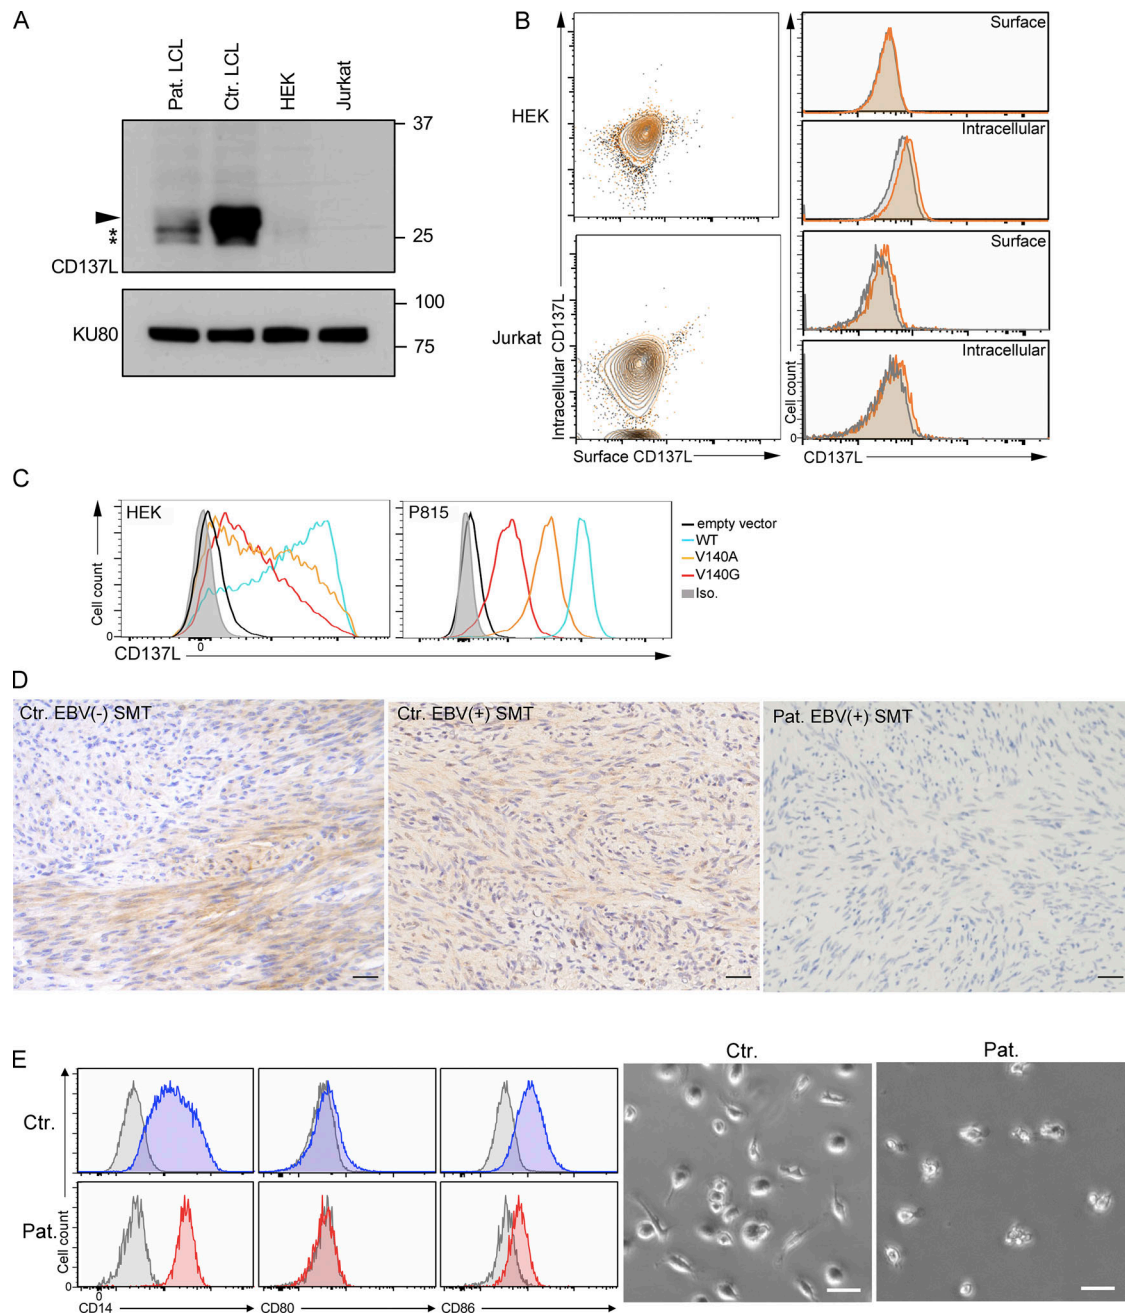 A
Pat. LCL
Ctr. LCL
HEK
Jurkat
37
**
25
CD137L
100
KU80
75
B
HEK
Jurkat
Intracellular CD137L
Surface CD137L
Surface
Intracellular
Surface
Intracellular
Cell count
0
CD137L
C
HEK
P815
Cell count
0
CD137L
empty vector
WT
V140A
V140G
Iso.
D
Ctr. EBV(-) SMT
Ctr. EBV(+) SMT
Pat. EBV(+) SMT
E
Ctr.
Pat.
Cell count
0
0
CD14
CD80
CD86
Ctr.
Pat.